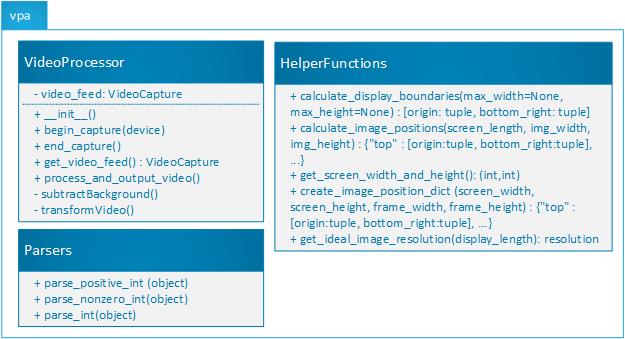 vpa
VideoProcessor
- video_feed: VideoCapture
+ __init__()
+ begin_capture(device)
+ end_capture()
+ get_video_feed() : VideoCapture
+ process_and_output_video()
- subtractBackground()
- transformVideo()
Parsers
+ parse_positive_int (object)
+ parse_nonzero_int(object)
+ parse_int(object)
HelperFunctions
+ calculate_display_boundaries(max_width=None,
max_height=None) : [origin: tuple, bottom_right: tuple]
+ calculate_image_positions(screen_length, img_width,
img_height) : {"top" : [origin:tuple, bottom_right:tuple],
...}
+ get_screen_width_and_height(): (int,int)
+ create_image_position_dict (screen_width,
screen_height, frame_width, frame_height) : {"top" :
[origin:tuple, bottom_right:tuple], ...}
+ get_ideal_image_resolution(display_length): resolution